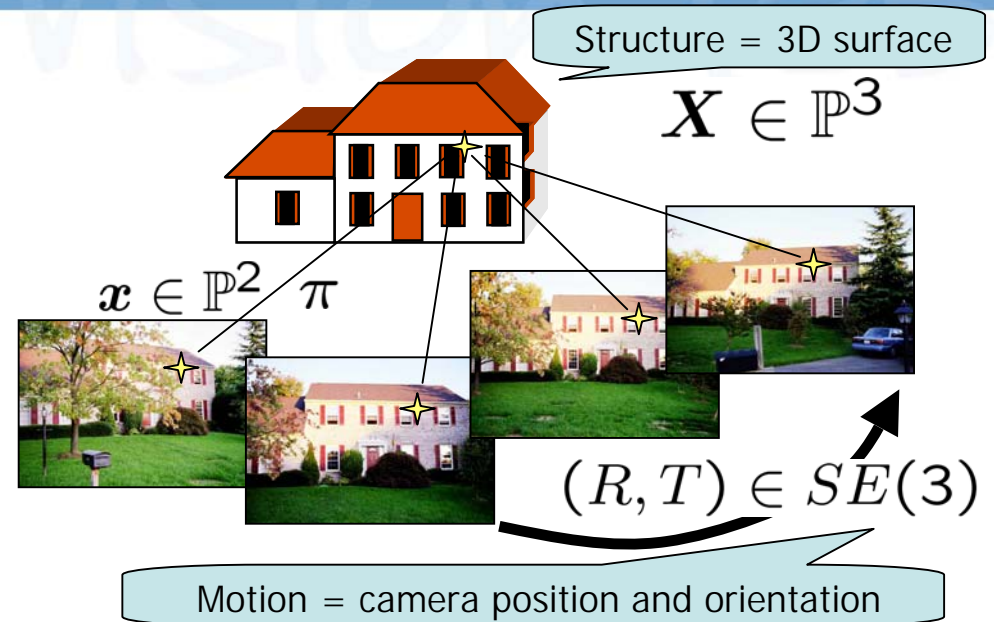 Structure = 3D surface
X ∈ ℙ³
x ∈ ℙ² π
(R, T) ∈ SE(3)
Motion = camera position and orientation